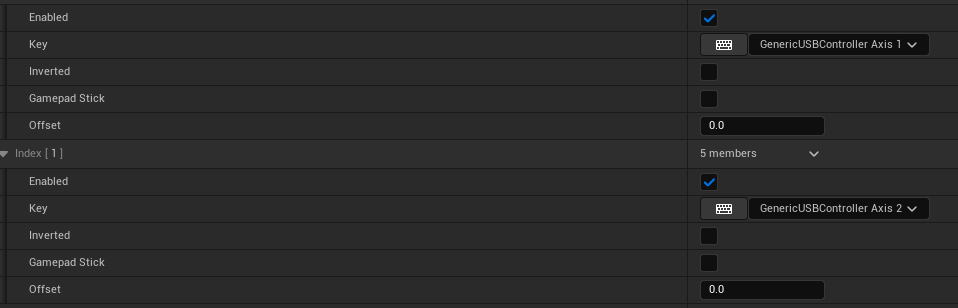 Enabled
Key GenericUSBController Axis 1
Inverted
Gamepad Stick
Offset 0.0
Index [ 1 ] 5 members
Enabled
Key GenericUSBController Axis 2
Inverted
Gamepad Stick
Offset 0.0